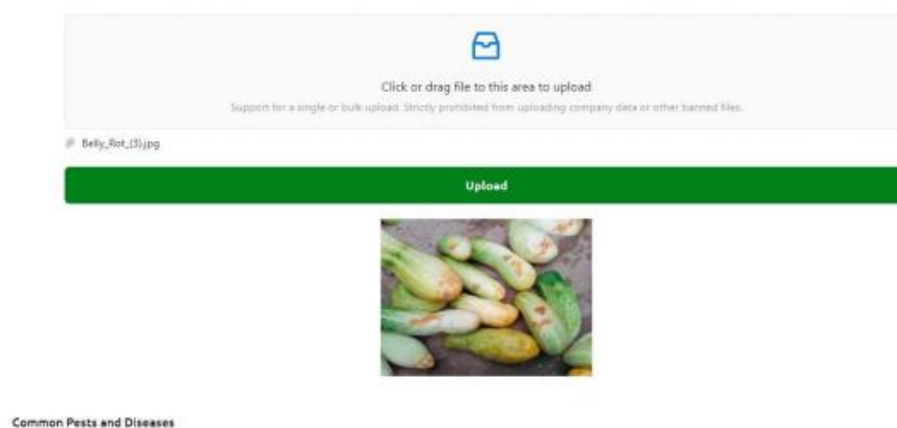 Click or drag file to this area to upload
Support for a single or bulk upload. Strictly prohibited from uploading company data or other banned files.
Belly_Rot_(3).jpg
Upload
Common Pests and Diseases